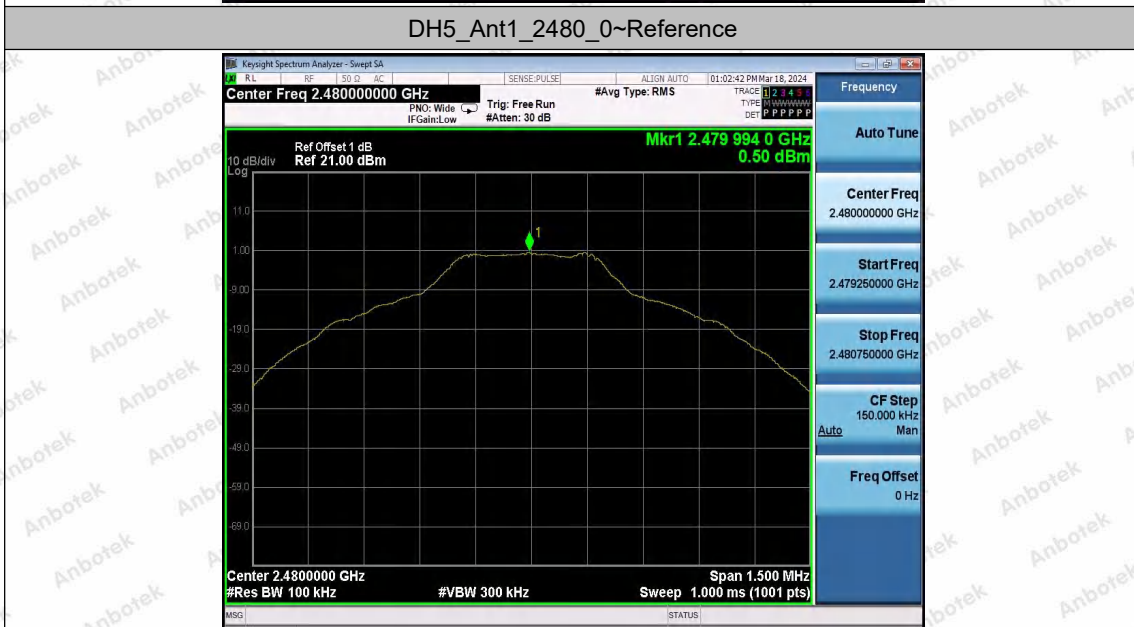 DH5_Ant1_2480_0~Reference
Keysight Spectrum Analyzer - Swept SA
RL RF 50 Ω AC SENSE:PULSE ALIGN AUTO 01:02:42 PM Mar 18, 2024
Center Freq 2.480000000 GHz
PNO: Wide
IFGain:Low
Trig: Free Run
#Atten: 30 dB
#Avg Type: RMS
TRACE 1 2 3 4 5 6
TYPE M WWWWW
DET P P P P P P
Ref Offset 1 dB
10 dB/div Ref 21.00 dBm
Log
Mkr1 2.479 994 0 GHz
0.50 dBm
11.0
1.00
-9.00
-19.0
-29.0
-39.0
-49.0
-59.0
-69.0
1
Center 2.4800000 GHz Span 1.500 MHz
#Res BW 100 kHz #VBW 300 kHz Sweep 1.000 ms (1001 pts)
MSG STATUS
Frequency
Auto Tune
Center Freq
2.480000000 GHz
Start Freq
2.479250000 GHz
Stop Freq
2.480750000 GHz
CF Step
150.000 kHz
Auto Man
Freq Offset
0 Hz
Anbotek